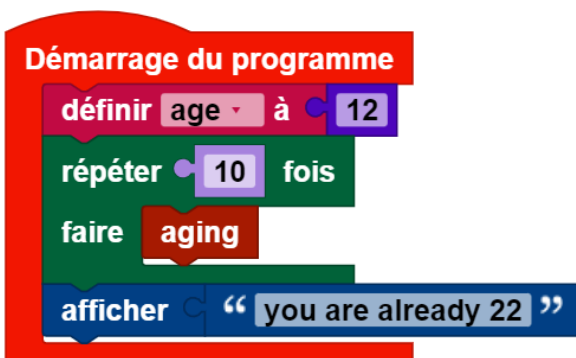 Démarrage du programme
définir age à 12
répéter 10 fois
faire aging
afficher “ you are already 22 ”